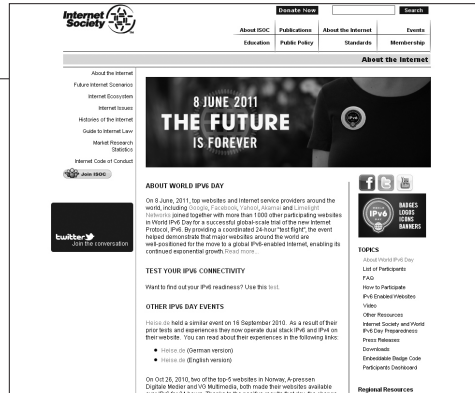 Internet
Society
Donate Now
Search
About ISOC
Publications
About the Internet
Events
Education
Public Policy
Standards
Membership
About the Internet
About the Internet
Future Internet Scenarios
Internet Ecosystem
Internet Issues
Histories of the Internet
Guide to Internet Law
Market Research
Statistics
Internet Code of Conduct
Join ISOC
twitter
Join the conversation
8 JUNE 2011
THE FUTURE
IS FOREVER
IPv6
ABOUT WORLD IPV6 DAY
On 8 June, 2011, top websites and Internet service providers around the
world, including Google, Facebook, Yahoo!, Akamai and Limelight
Networks joined together with more than 1000 other participating websites
in World IPv6 Day for a successful global-scale trial of the new Internet
Protocol, IPv6. By providing a coordinated 24-hour "test flight", the event
helped demonstrate that major websites around the world are
well-positioned for the move to a global IPv6-enabled Internet, enabling its
continued exponential growth. Read more...
TEST YOUR IPV6 CONNECTIVITY
Want to find out your IPv6 readiness? Use this test.
OTHER IPV6 DAY EVENTS
Heise.de held a similar event on 16 September 2010. As a result of their
prior tests and experiences they now operate dual stack IPv6 and IPv4 on
their website. You can read about their experiences in the following links:
Heise.de (German version)
Heise.de (English version)
On Oct 26, 2010, two of the top-5 websites in Norway, A-pressen
Digitale Medier and VG Multimedia, both made their websites available
f
You
Tube
IPv6
BADGES
LOGOS
ICONS
BANNERS
TOPICS
About World IPv6 Day
List of Participants
FAQ
How to Participate
IPv6 Enabled Websites
Video
Other Resources
Internet Society and World
IPv6 Day Preparedness
Press Releases
Downloads
Embeddable Badge Code
Participants Dashboard
Regional Resources